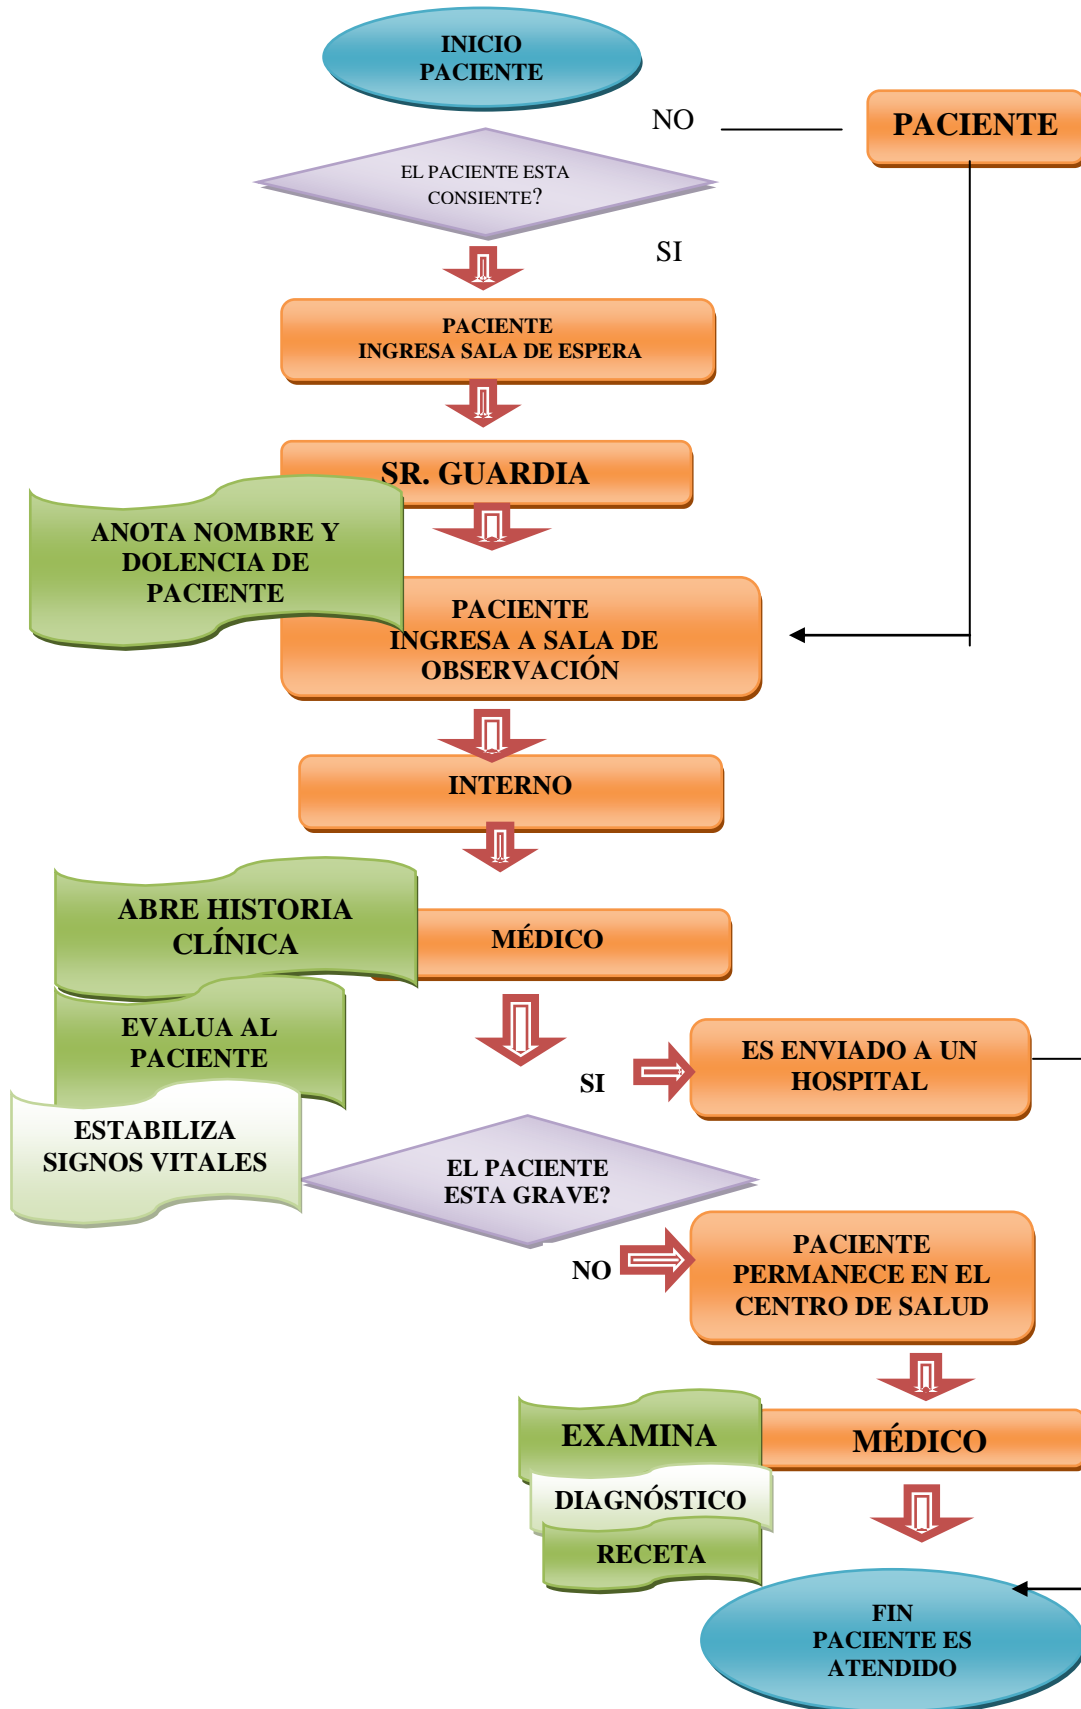 INICIO
PACIENTE
NO
PACIENTE
EL PACIENTE ESTA
CONSIENTE?
SI
PACIENTE
INGRESA SALA DE ESPERA
SR. GUARDIA
ANOTA NOMBRE Y
DOLENCIA DE
PACIENTE
PACIENTE
INGRESA A SALA DE
OBSERVACIÓN
INTERNO
ABRE HISTORIA
CLÍNICA
MÉDICO
EVALUA AL
PACIENTE
ES ENVIADO A UN
HOSPITAL
SI
ESTABILIZA
SIGNOS VITALES
EL PACIENTE
ESTA GRAVE?
NO
PACIENTE
PERMANECE EN EL
CENTRO DE SALUD
EXAMINA
MÉDICO
DIAGNÓSTICO
RECETA
FIN
PACIENTE ES
ATENDIDO